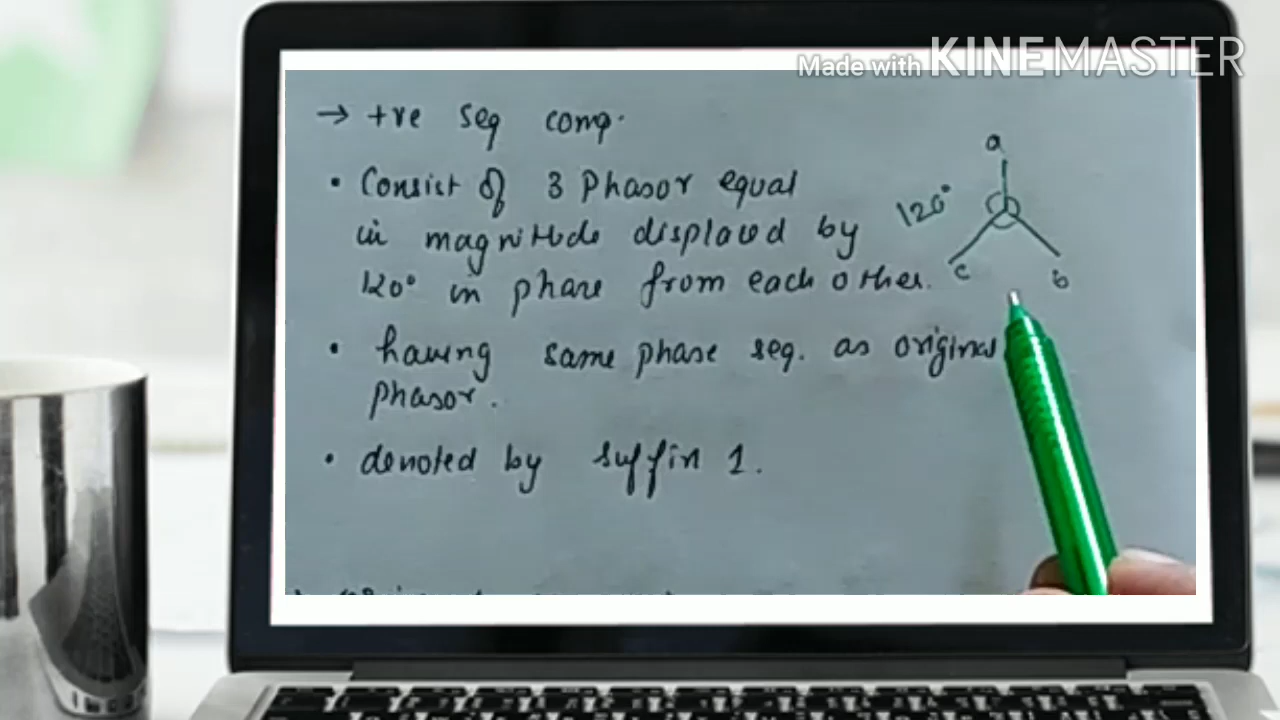 Made with KINEMASTER
→ +ve seq comp.
• Consist of 3 Phasor equal
in magnitude displaced by
120° in phase from each other.
a
120°
c
b
• having same phase seq. as original
phasor.
• denoted by suffix 1.